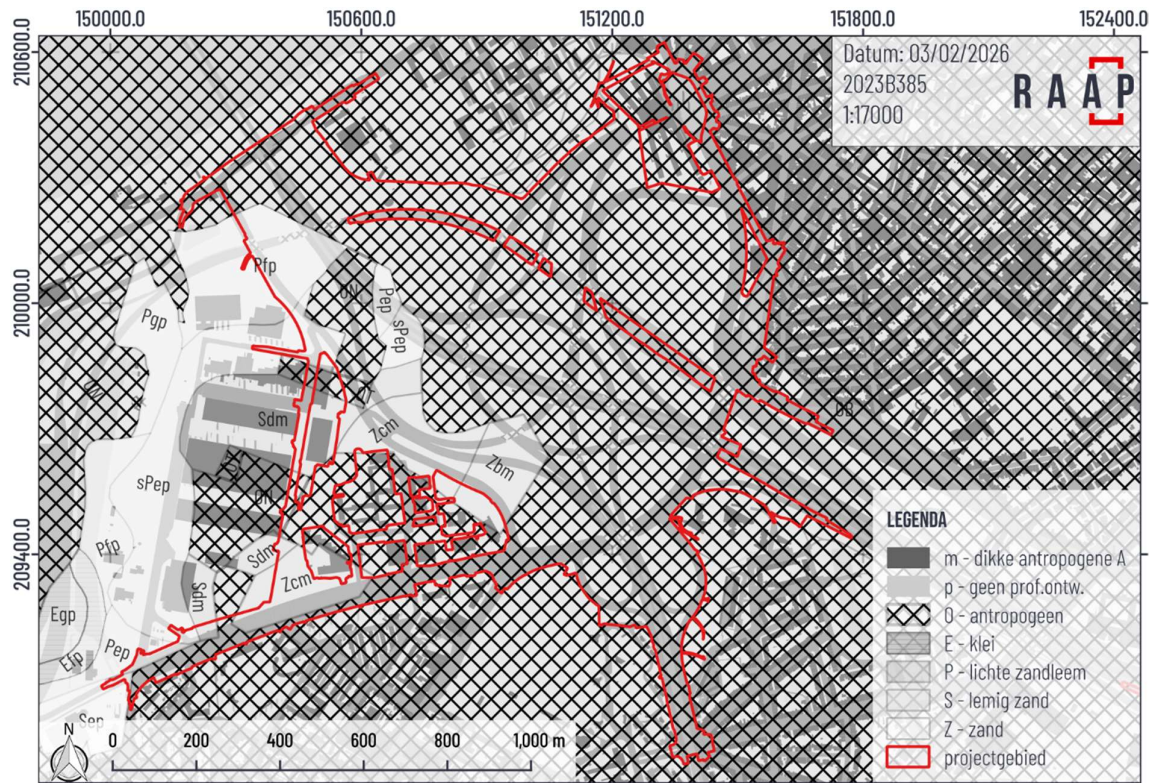 150000.0 150600.0 151200.0 151800.0 152400.0
210600.0
210000.0
209400.0
Datum: 03/02/2026
2023B385
1:17000
RAAP
Pfp
ON
Pep
sPep
Pgp
Sdm
Zcm
Zbm
OB
sPep
ON
Pfp
Sdm
Sdm
Zcm
Egp
Efp
Pep
Sep
LEGENDA
m - dikke antropogene A
p - geen prof.ontw.
O - antropogeen
E - klei
P - lichte zandleem
S - lemig zand
Z - zand
projectgebied
N
0 200 400 600 800 1,000 m